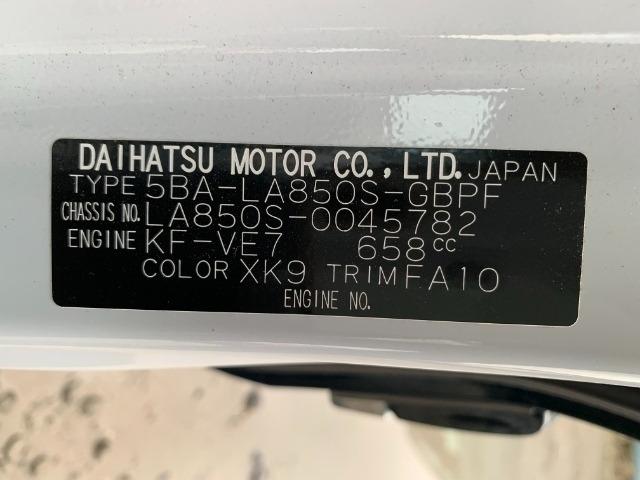 DAIHATSU MOTOR CO.,LTD. JAPAN
TYPE 5BA-LA850S-GBPF
CHASSIS NO. LA850S-0045782
ENGINE KF-VE7 658cc
COLOR XK9 TRIM FA10
ENGINE NO.